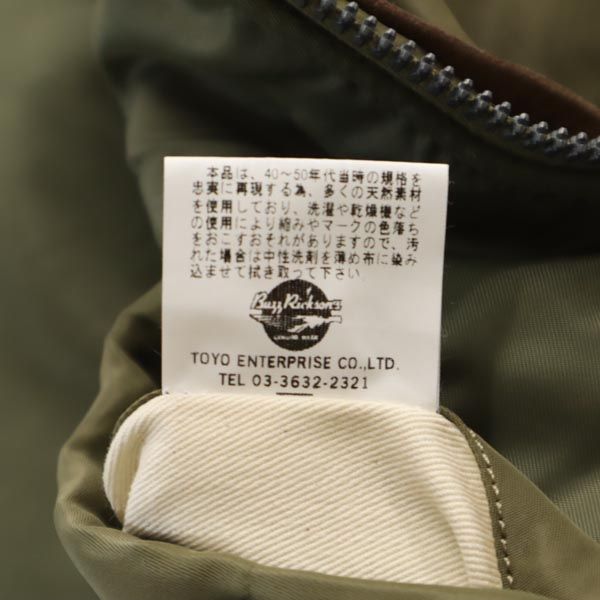 本品は、40〜50年代当時の規格を
忠実に再現する為、多くの天然素材
を使用しており、洗濯や乾燥機など
の使用により縮みやマークの色落ち
をおこすおそれがありますので、汚
れた場合は中性洗剤を薄め布に染み
込ませて拭き取って下さい。
Buzz Rickson's
GENUINE WEAR
TOYO ENTERPRISE CO.,LTD.
TEL 03-3632-2321